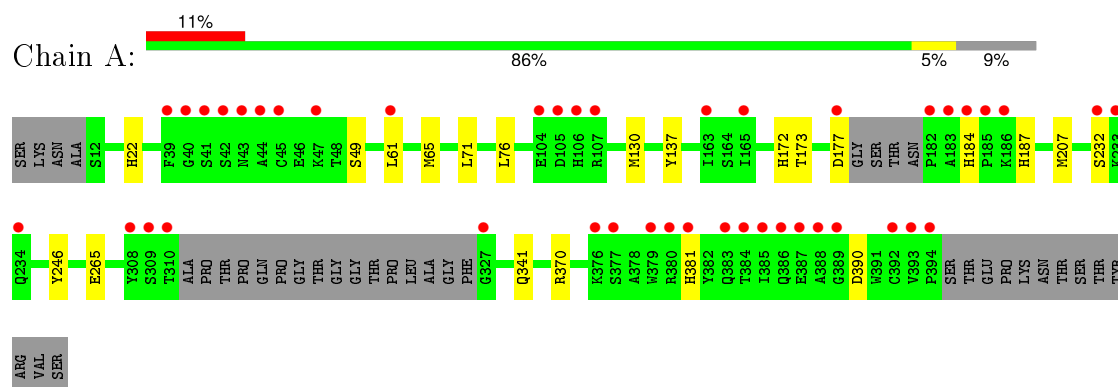 11%
Chain A:
86% 5% 9%
SER LYS ASN ALA S12 H22 F39 G40 S41 S42 N43 A44 C45 E46 K47 T48 S49 L61 M65 L71 L76 E104 D105 H106 R107 M130 Y137 I163 S164 I165 H172 T173 D177 GLY SER THR ASN P182 A183 H184 P185 K186 H187 M207 S232 K233
Q234 Y246 E265 Y308 S309 T310 ALA PRO THR PRO GLN PRO GLY THR GLY GLY THR PRO LEU ALA GLY PHE G327 Q341 R370 K376 S377 A378 W379 R380 H381 Y382 Q383 T384 I385 Q386 E387 A388 G389 D390 W391 C392 V393 P394 SER THR GLU PRO LYS ASN THR SER THR TYR
ARG VAL SER